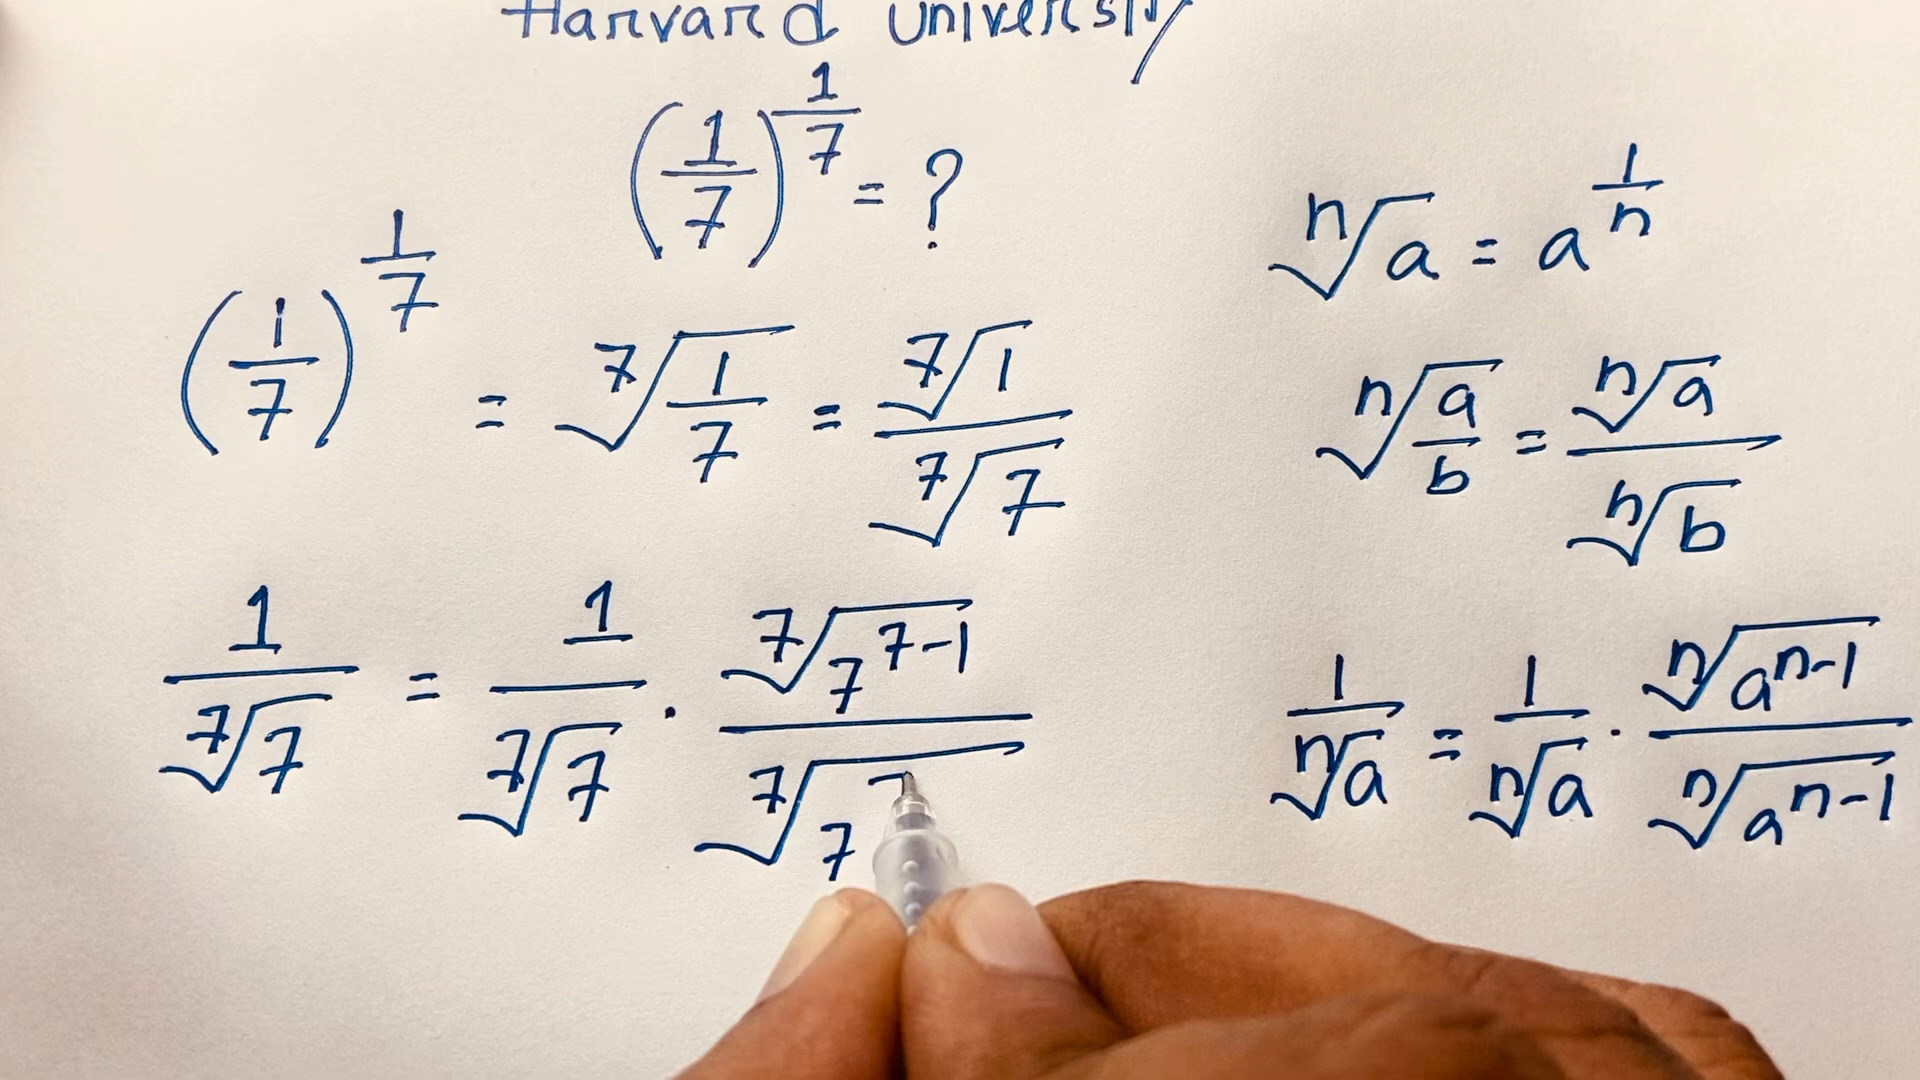 Harvard University
(1/7)^(1/7) = ?
(1/7)^(1/7) = ⁷√(1/7) = ⁷√1 / ⁷√7
1/⁷√7 = 1/⁷√7 · ⁷√(7^(7-1)) / ⁷√(7^7
ⁿ√a = a^(1/n)
ⁿ√(a/b) = ⁿ√a / ⁿ√b
1/ⁿ√a = 1/ⁿ√a · ⁿ√(a^(n-1)) / ⁿ√(a^(n-1))